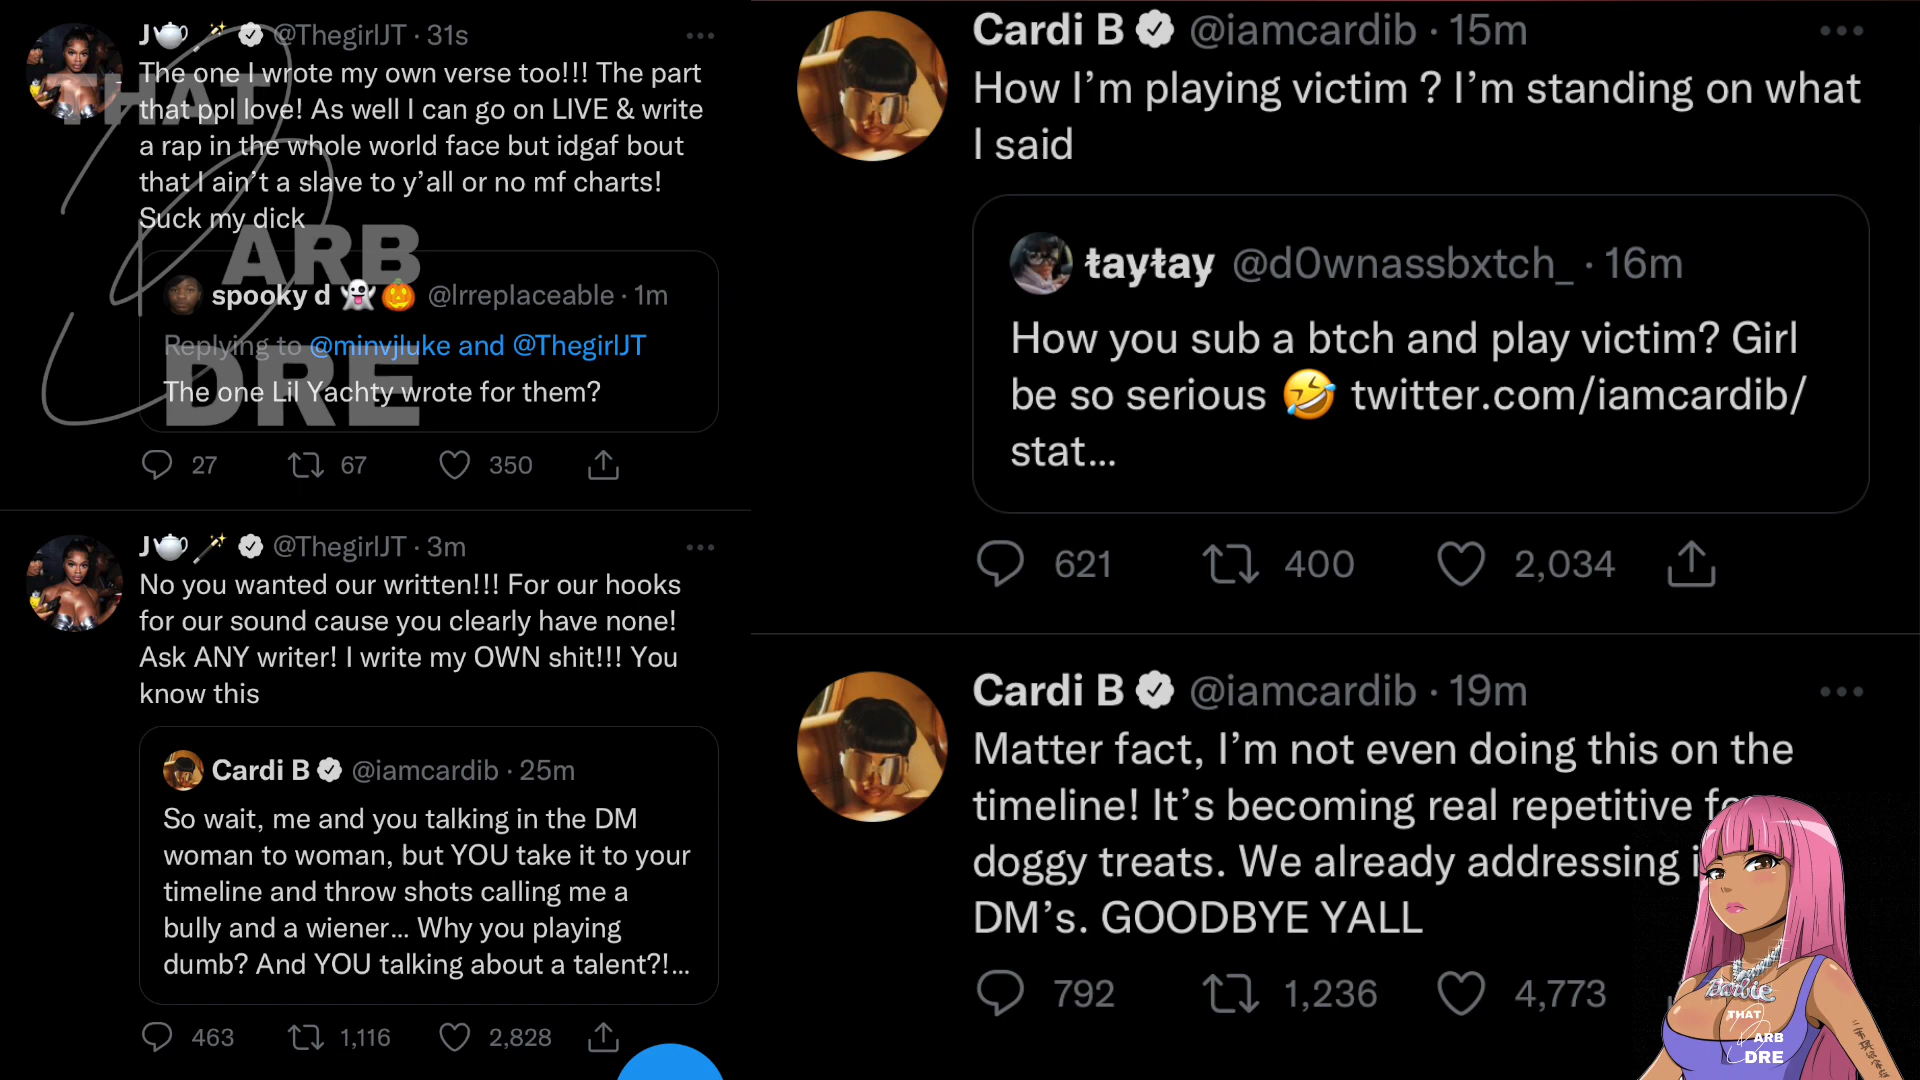 J🫖🪄 @ThegirlJT · 31s
The one I wrote my own verse too!!! The part
that ppl love! As well I can go on LIVE & write
a rap in the whole world face but idgaf bout
that I ain't a slave to y'all or no mf charts!
Suck my dick
spooky d 👻🎃 @lrreplaceable · 1m
Replying to @minvjluke and @ThegirlJT
The one Lil Yachty wrote for them?
27 67 350
THAT
BARB
DRE
J🫖🪄 @ThegirlJT · 3m
No you wanted our written!!! For our hooks
for our sound cause you clearly have none!
Ask ANY writer! I write my OWN shit!!! You
know this
Cardi B @iamcardib · 25m
So wait, me and you talking in the DM
woman to woman, but YOU take it to your
timeline and throw shots calling me a
bully and a wiener... Why you playing
dumb? And YOU talking about a talent?!...
463 1,116 2,828
Cardi B @iamcardib · 15m
How I'm playing victim ? I'm standing on what
I said
ŧayŧay @d0wnassbxtch_ · 16m
How you sub a btch and play victim? Girl
be so serious 🤣 twitter.com/iamcardib/
stat...
621 400 2,034
Cardi B @iamcardib · 19m
Matter fact, I'm not even doing this on the
timeline! It's becoming real repetitive
doggy treats. We already addressing
DM's. GOODBYE YALL
792 1,236 4,773
Barbie
THAT
BARB
DRE